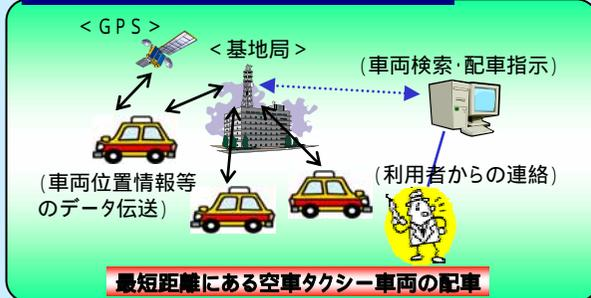 <GPS>
<基地局>
(車両検索・配車指示)
(車両位置情報等
のデータ伝送)
(利用者からの連絡)
最短距離にある空車タクシー車両の配車